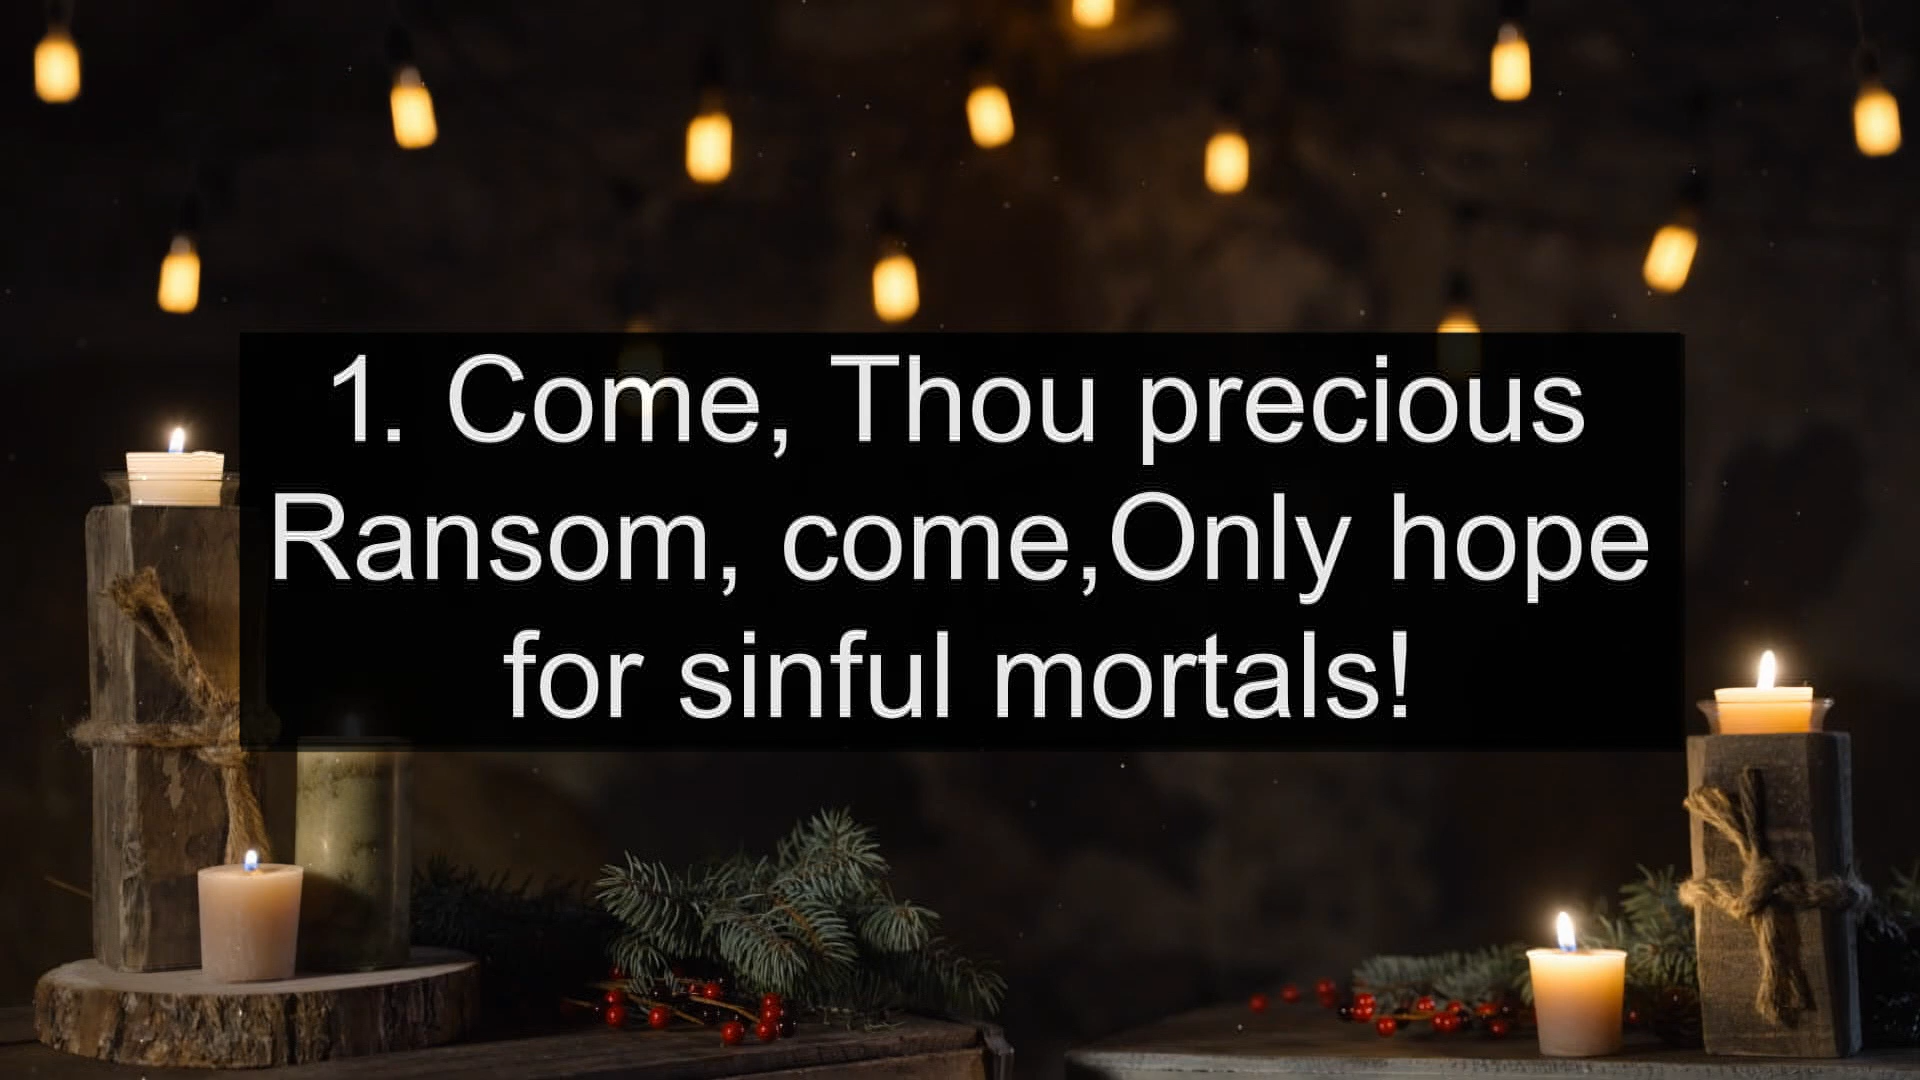 1. Come, Thou precious
Ransom, come,Only hope
for sinful mortals!